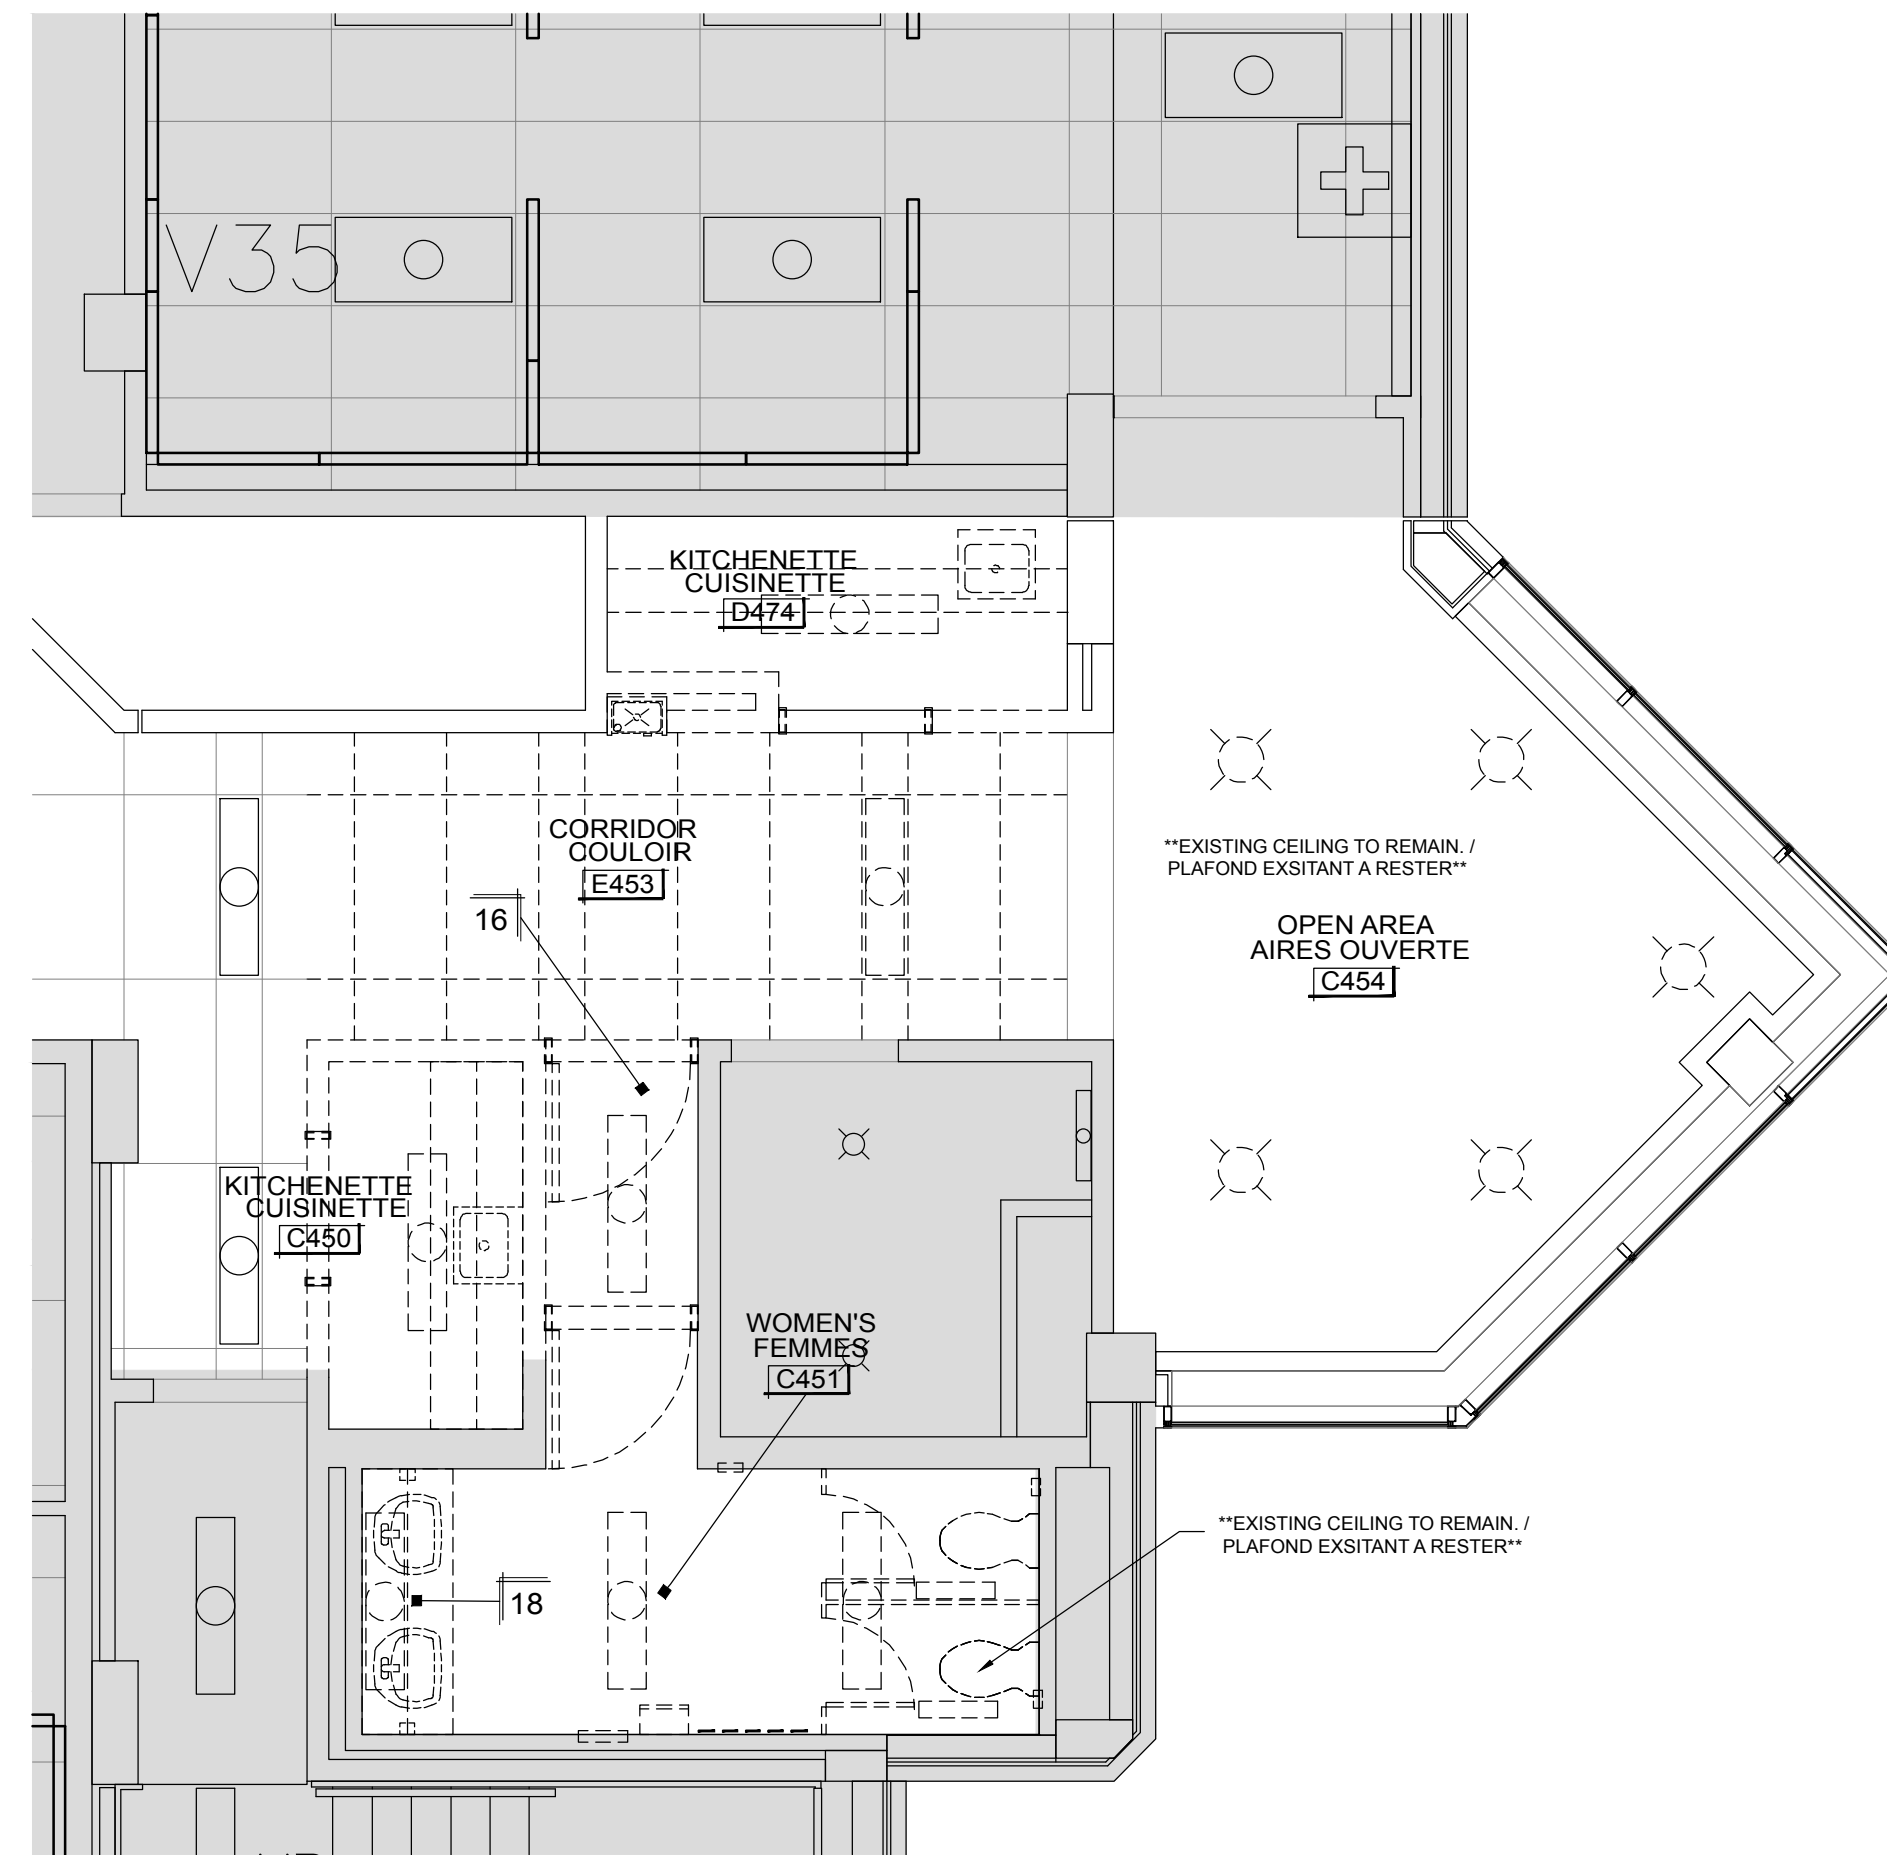 V35
KITCHENETTE
CUISINETTE
D474
CORRIDOR
COULOIR
E453
16
**EXISTING CEILING TO REMAIN. /
PLAFOND EXSITANT A RESTER**
OPEN AREA
AIRES OUVERTE
C454
KITCHENETTE
CUISINETTE
C450
WOMEN'S
FEMMES
C451
**EXISTING CEILING TO REMAIN. /
PLAFOND EXSITANT A RESTER**
18